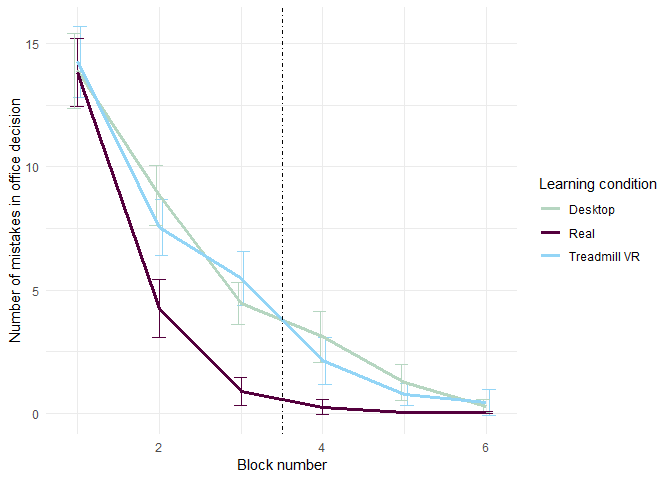 15
10
5
0
Number of mistakes in office decision
2
4
6
Block number
Learning condition
Desktop
Real
Treadmill VR